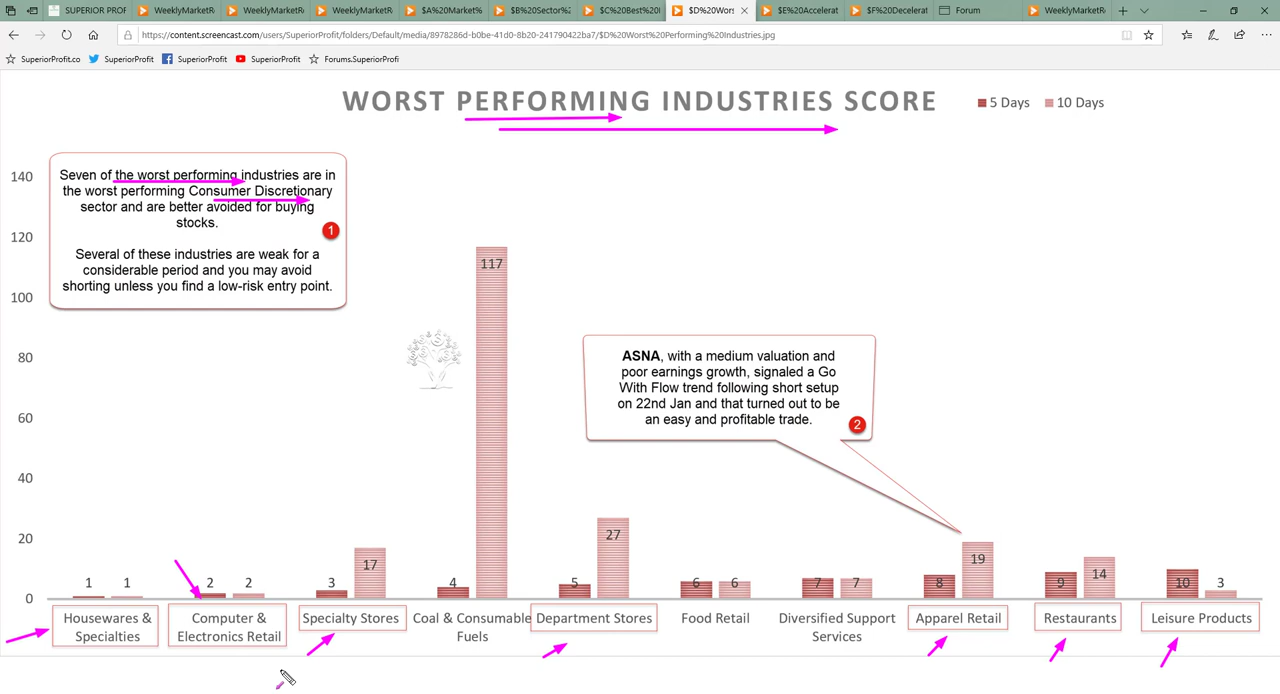 SUPERIOR PROF
WeeklyMarketRe
WeeklyMarketRe
WeeklyMarketRe
$A%20Market%
$B%20Sector%2
$C%20Best%20I
$D%20Wors
$E%20Accelerat
$F%20Decelerat
Forum
WeeklyMarketRe
https://content.screencast.com/users/SuperiorProfit/folders/Default/media/8978286d-b0be-41d0-8b20-241790422ba7/$D%20Worst%20Performing%20Industries.jpg
SuperiorProfit.co
SuperiorProfit
SuperiorProfit
SuperiorProfit
Forums.SuperiorProfi
WORST PERFORMING INDUSTRIES SCORE
5 Days
10 Days
Seven of the worst performing industries are in
the worst performing Consumer Discretionary
sector and are better avoided for buying
stocks.
1
Several of these industries are weak for a
considerable period and you may avoid
shorting unless you find a low-risk entry point.
ASNA, with a medium valuation and
poor earnings growth, signaled a Go
With Flow trend following short setup
on 22nd Jan and that turned out to be
an easy and profitable trade.
2
140
120
100
80
60
40
20
0
1
1
2
2
3
17
4
117
5
27
6
6
7
7
8
19
9
14
10
3
Housewares &
Specialties
Computer &
Electronics Retail
Specialty Stores
Coal & Consumable
Fuels
Department Stores
Food Retail
Diversified Support
Services
Apparel Retail
Restaurants
Leisure Products